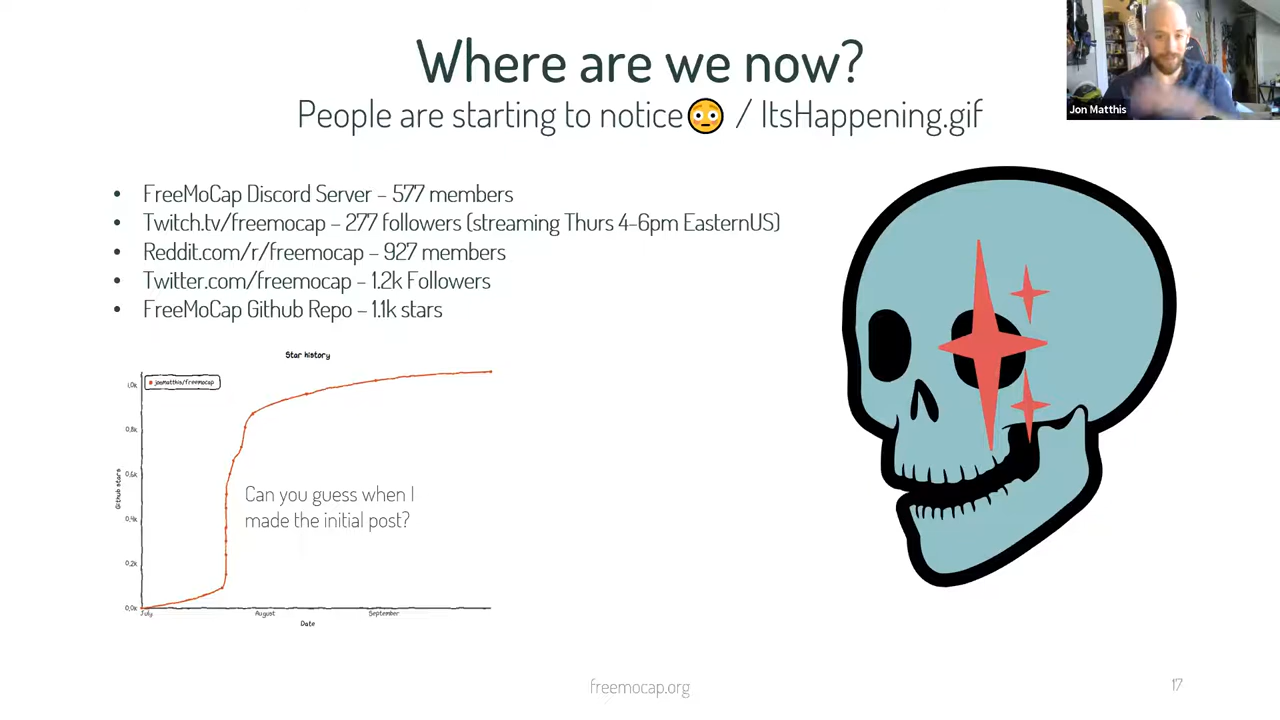 Where are we now?
People are starting to notice😳 / ItsHappening.gif
Jon Matthis
• FreeMoCap Discord Server – 577 members
• Twitch.tv/freemocap – 277 followers (streaming Thurs 4-6pm EasternUS)
• Reddit.com/r/freemocap – 927 members
• Twitter.com/freemocap – 1.2k Followers
• FreeMoCap Github Repo – 1.1k stars
Star history
jonmatthis/freemocap
1.0k
0.8k
0.6k
0.4k
0.2k
0.0k
Github stars
Can you guess when I
made the initial post?
July
August
September
Date
freemocap.org
17